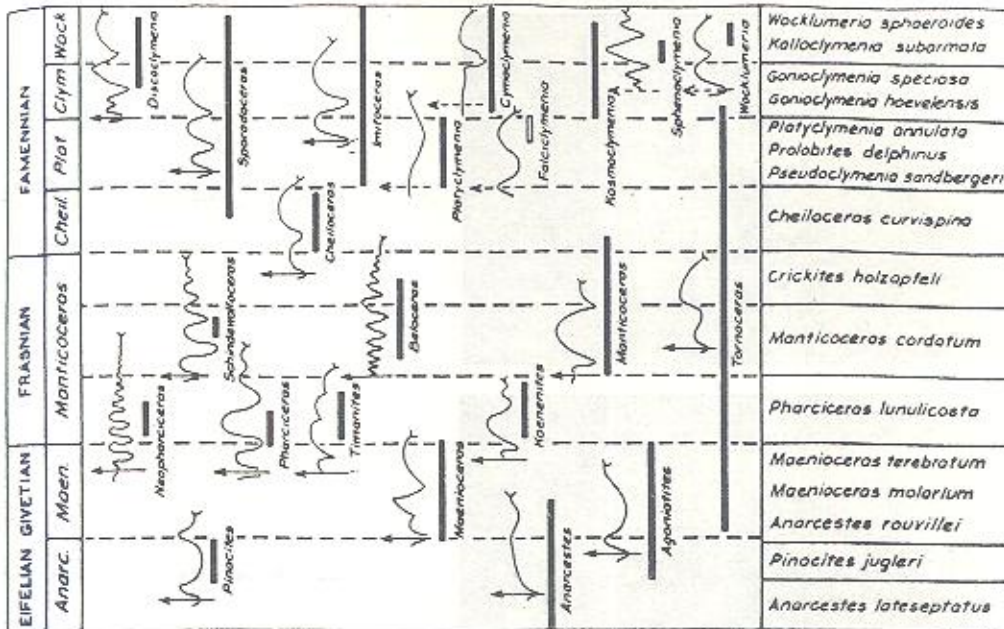 FAMENNIAN
FRASNIAN
GIVETIAN
EIFELIAN
Wock
Clym
Plat
Cheil.
Manticoceras
Maen.
Anarc.
Discoclymenia
Sporadoceras
Imitoceras
Cymaclymenia
Kosmoclymenia
Sphenoclymenia
Wocklumeria
Platyclymenia
Falciclymenia
Cheiloceras
Schindewolfoceras
Beloceras
Manticoceras
Tornoceras
Neopharciceras
Pharciceras
Timanites
Koenenites
Maenioceras
Agoniatites
Pinacites
Anarcestes
Wocklumeria sphaeroides
Kalloclymenia subarmata
Gonioclymenia speciosa
Gonioclymenia hoevelensis
Platyclymenia annulata
Prolobites delphinus
Pseudoclymenia sandbergeri
Cheiloceras curvispina
Crickites holzapfeli
Manticoceras cordatum
Pharciceras lunulicosta
Maenioceras terebratum
Maenioceras molarium
Anarcestes rouvillei
Pinacites jugleri
Anarcestes lateseptatus